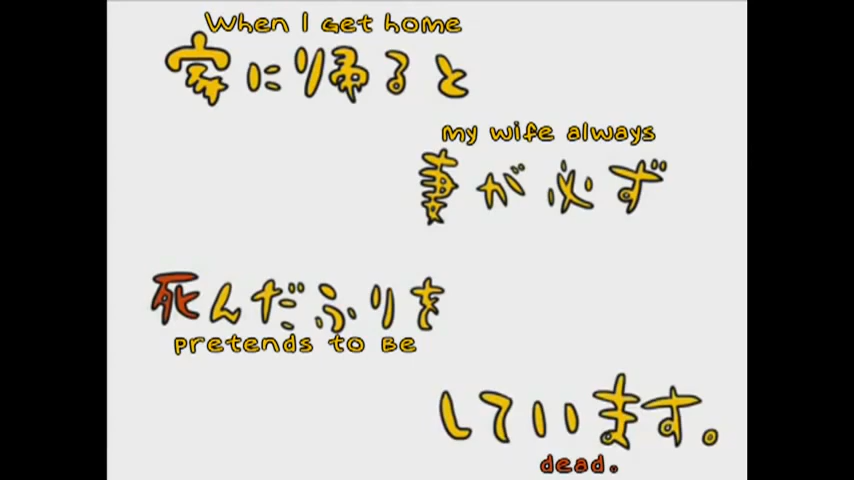 When I Get home
家に帰ると
my wife always
妻が必ず
死んだふりを
pretends to Be
しています。
dead.